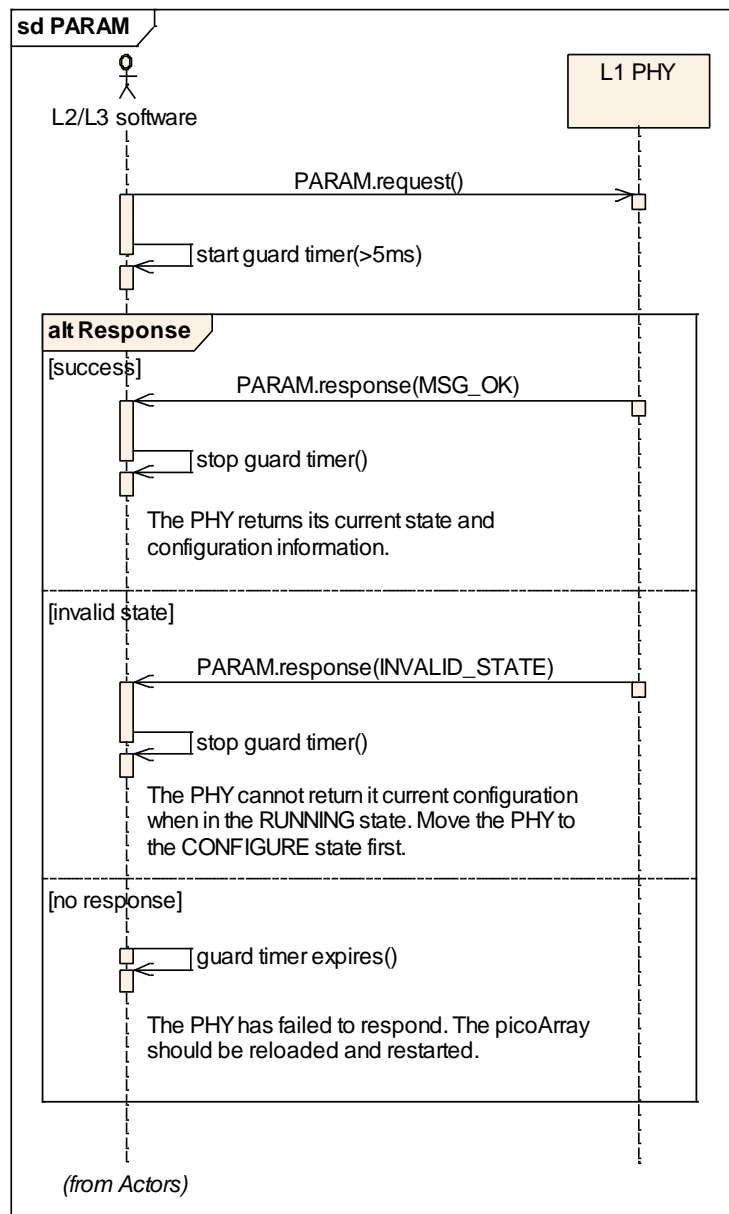 sd PARAM
L2/L3 software
L1 PHY
PARAM.request()
start guard timer(>5ms)
alt Response
[success]
PARAM.response(MSG_OK)
stop guard timer()
The PHY returns its current state and
configuration information.
[invalid state]
PARAM.response(INVALID_STATE)
stop guard timer()
The PHY cannot return it current configuration
when in the RUNNING state. Move the PHY to
the CONFIGURE state first.
[no response]
guard timer expires()
The PHY has failed to respond. The picoArray
should be reloaded and restarted.
(from Actors)